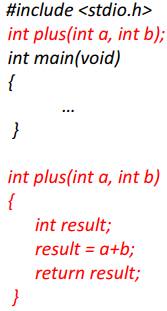 #include <stdio.h>
int plus(int a, int b);
int main(void)
{
...
}
int plus(int a, int b)
{
int result;
result = a+b;
return result;
}